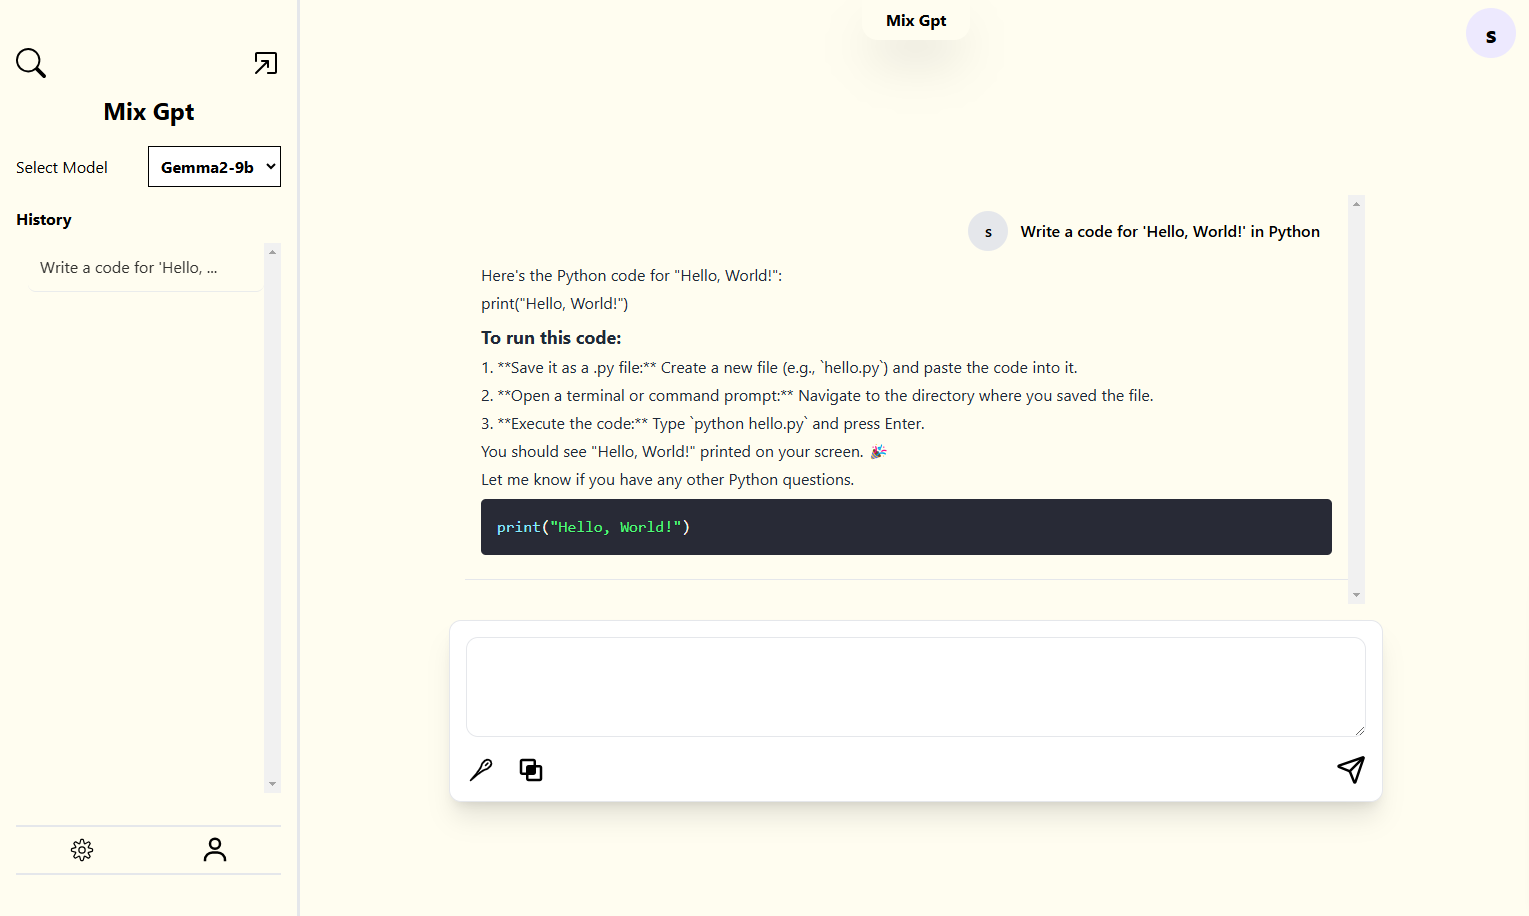 Mix Gpt
Select Model
Gemma2-9b
History
Write a code for 'Hello, ...
Mix Gpt
s
s
Write a code for 'Hello, World!' in Python
Here's the Python code for "Hello, World!":
print("Hello, World!")
To run this code:
1. **Save it as a .py file:** Create a new file (e.g., `hello.py`) and paste the code into it.
2. **Open a terminal or command prompt:** Navigate to the directory where you saved the file.
3. **Execute the code:** Type `python hello.py` and press Enter.
You should see "Hello, World!" printed on your screen. 🎉
Let me know if you have any other Python questions.
print("Hello, World!")